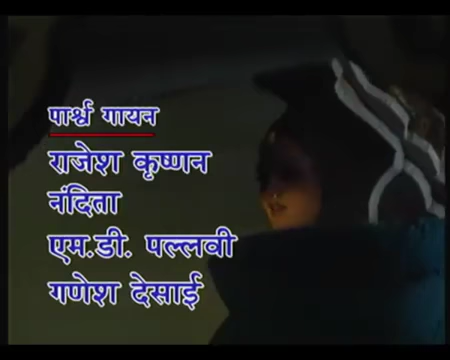 पार्श्व गायन
राजेश कृष्णन
नंदिता
एम.डी. पल्लवी
गणेश देसाई